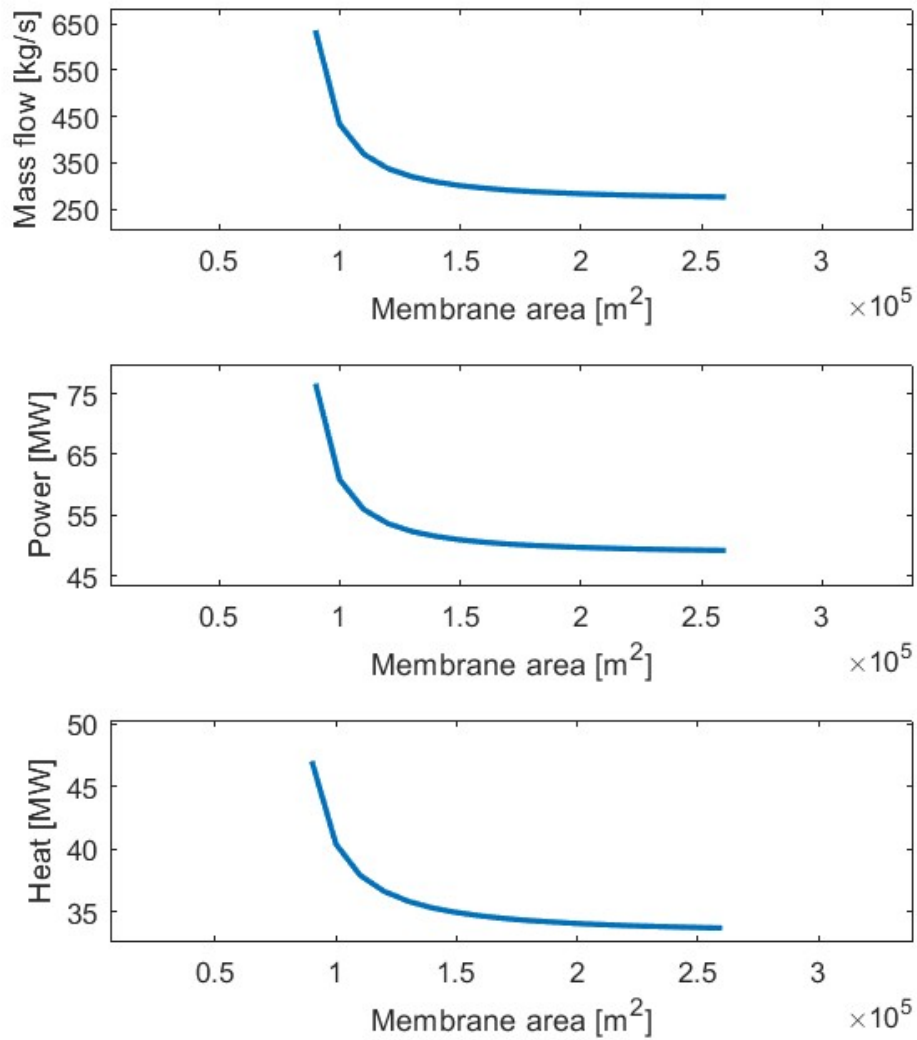 Mass flow [kg/s]
650
550
450
350
250
0.5 1 1.5 2 2.5 3
Membrane area [m²]
×10⁵
Power [MW]
75
65
55
45
0.5 1 1.5 2 2.5 3
Membrane area [m²]
×10⁵
Heat [MW]
50
45
40
35
0.5 1 1.5 2 2.5 3
Membrane area [m²]
×10⁵